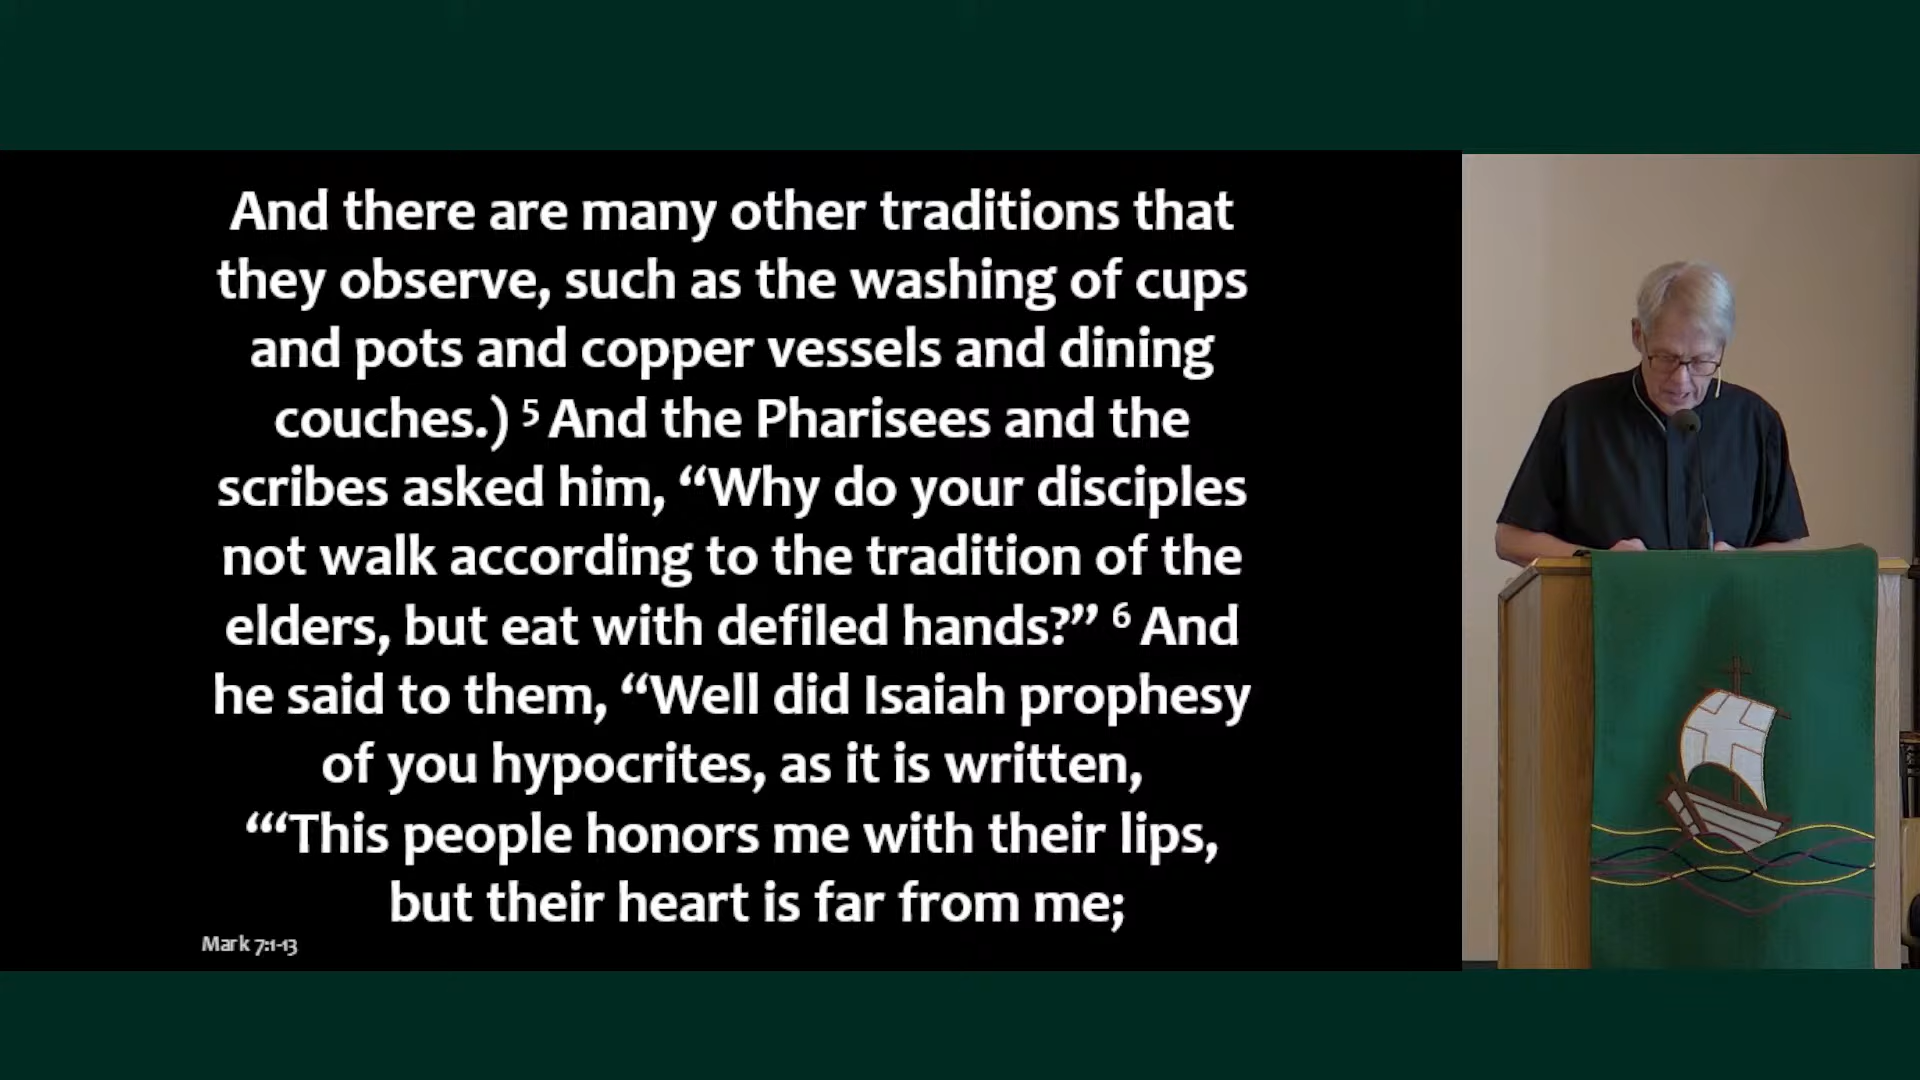 And there are many other traditions that
they observe, such as the washing of cups
and pots and copper vessels and dining
couches.) 5 And the Pharisees and the
scribes asked him, “Why do your disciples
not walk according to the tradition of the
elders, but eat with defiled hands?” 6 And
he said to them, “Well did Isaiah prophesy
of you hypocrites, as it is written,
“‘This people honors me with their lips,
but their heart is far from me;
Mark 7:1-13